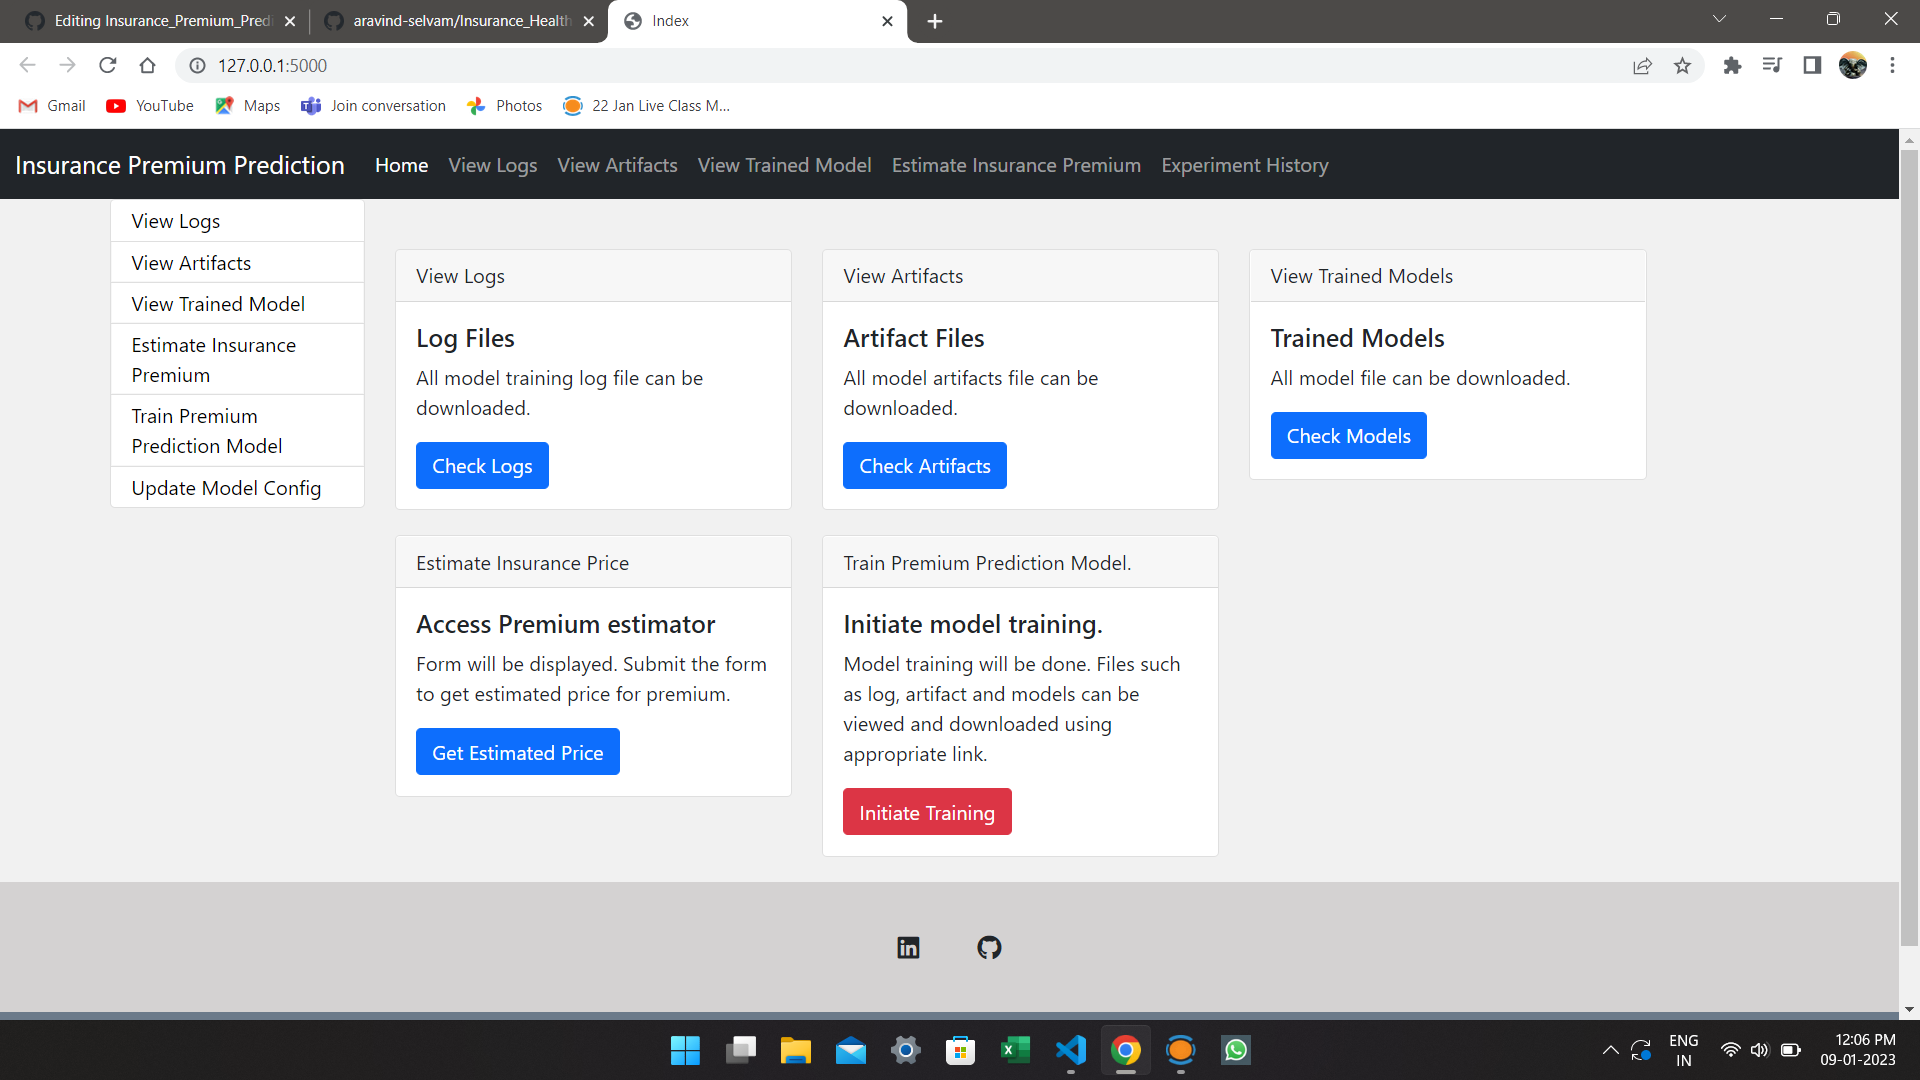 Editing Insurance_Premium_Predi
aravind-selvam/Insurance_Health
Index
127.0.0.1:5000
Gmail
YouTube
Maps
Join conversation
Photos
22 Jan Live Class M...
Insurance Premium Prediction
Home
View Logs
View Artifacts
View Trained Model
Estimate Insurance Premium
Experiment History
View Logs
View Artifacts
View Trained Model
Estimate Insurance
Premium
Train Premium
Prediction Model
Update Model Config
View Logs
Log Files
All model training log file can be
downloaded.
Check Logs
View Artifacts
Artifact Files
All model artifacts file can be
downloaded.
Check Artifacts
View Trained Models
Trained Models
All model file can be downloaded.
Check Models
Estimate Insurance Price
Access Premium estimator
Form will be displayed. Submit the form
to get estimated price for premium.
Get Estimated Price
Train Premium Prediction Model.
Initiate model training.
Model training will be done. Files such
as log, artifact and models can be
viewed and downloaded using
appropriate link.
Initiate Training
ENG
IN
12:06 PM
09-01-2023